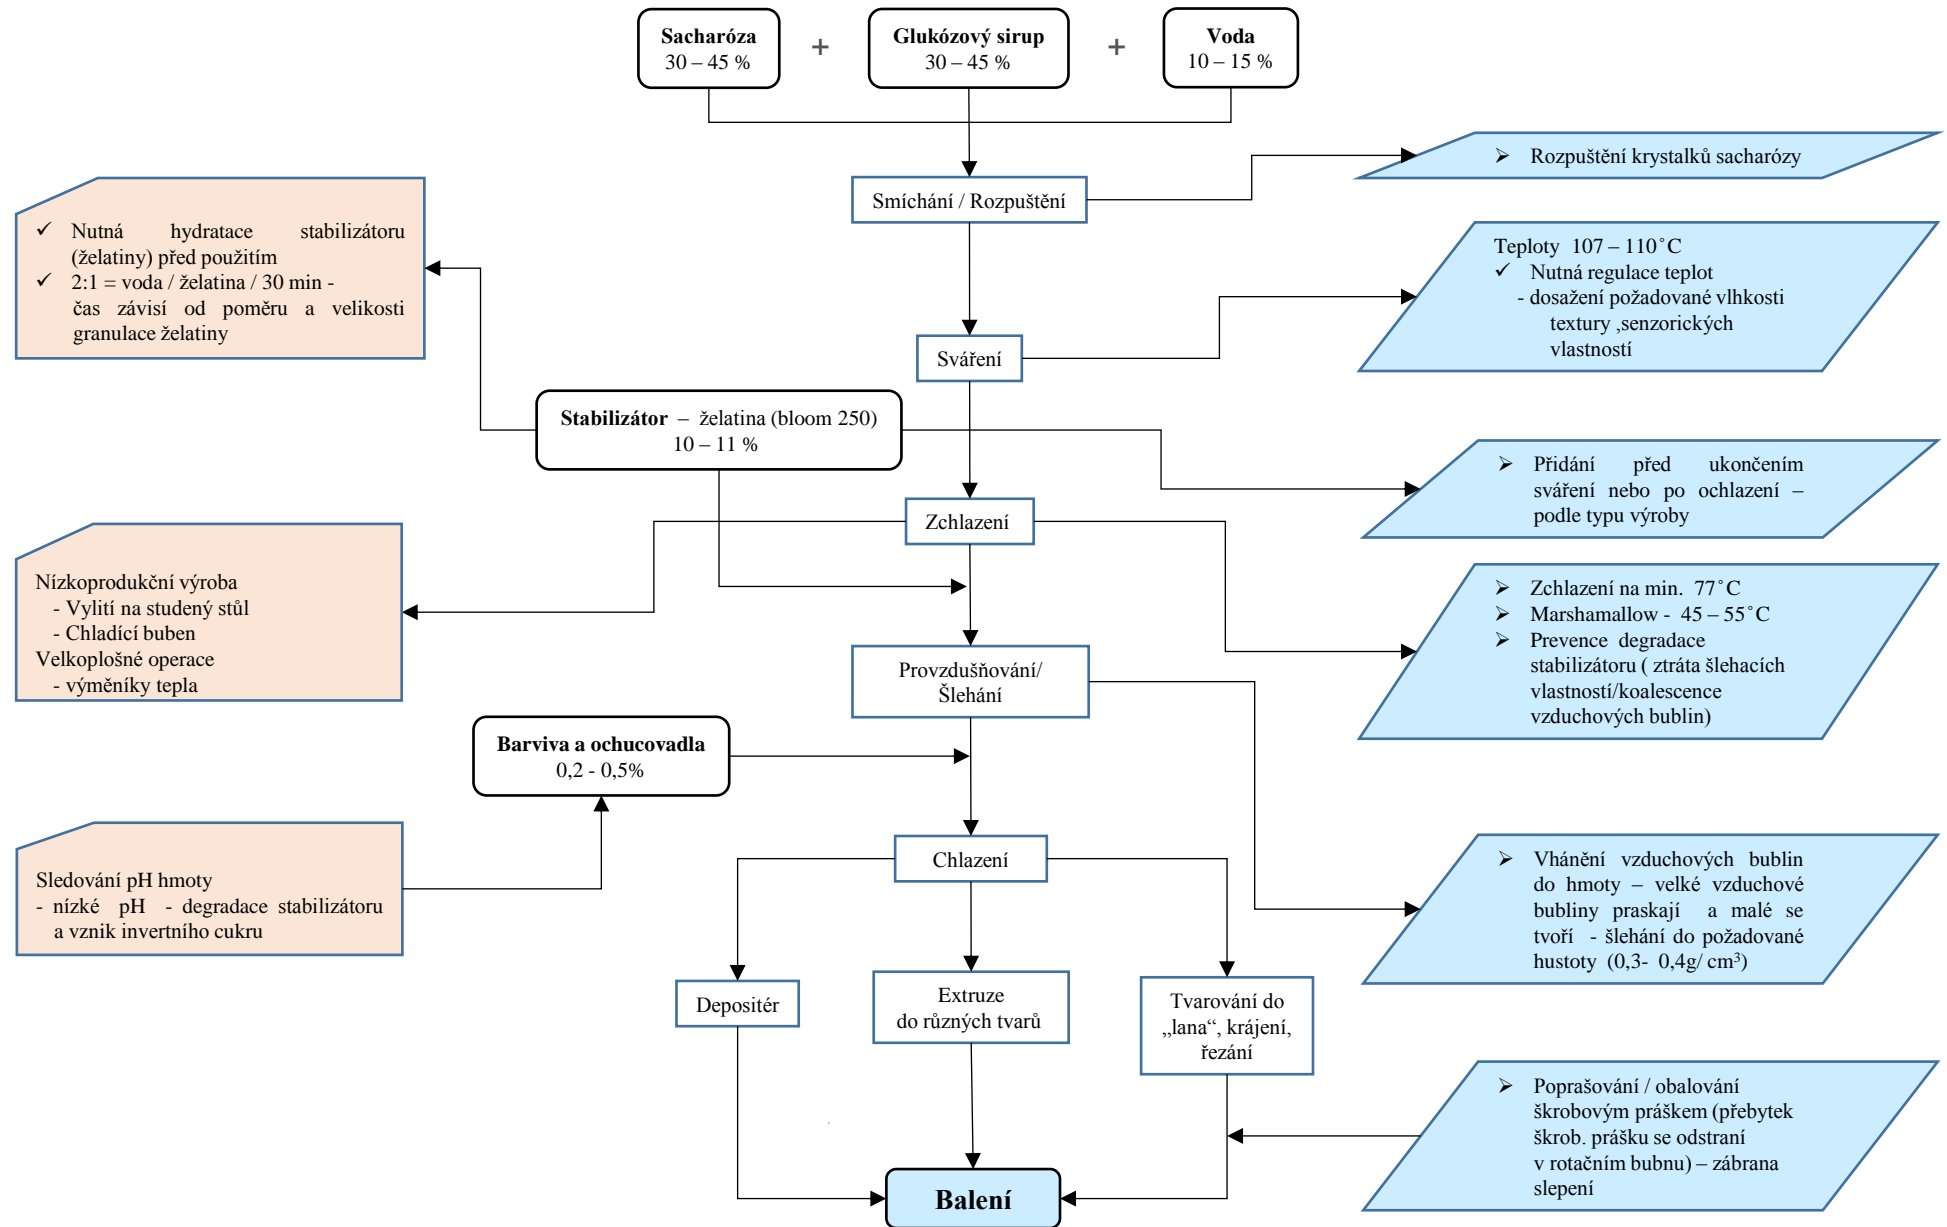 Sacharóza
30 – 45 %
+
Glukózový sirup
30 – 45 %
+
Voda
10 – 15 %
➢ Rozpuštění krystalků sacharózy
Smíchání / Rozpuštění
✓ Nutná hydratace stabilizátoru
(želatiny) před použitím
✓ 2:1 = voda / želatina / 30 min -
čas závisí od poměru a velikosti
granulace želatiny
Teploty 107 – 110˚C
✓ Nutná regulace teplot
- dosažení požadované vlhkosti
textury ,senzorických
vlastností
Sváření
Stabilizátor – želatina (bloom 250)
10 – 11 %
➢ Přidání před ukončením
sváření nebo po ochlazení –
podle typu výroby
Zchlazení
Nízkoprodukční výroba
- Vylití na studený stůl
- Chladící buben
Velkoplošné operace
- výměníky tepla
➢ Zchlazení na min. 77˚C
➢ Marshamallow - 45 – 55˚C
➢ Prevence degradace
stabilizátoru ( ztráta šlehacích
vlastností/koalescence
vzduchových bublin)
Provzdušňování/
Šlehání
Barviva a ochucovadla
0,2 - 0,5%
Chlazení
Sledování pH hmoty
- nízké pH - degradace stabilizátoru
a vznik invertního cukru
➢ Vhánění vzduchových bublin
do hmoty – velké vzduchové
bubliny praskají a malé se
tvoří - šlehání do požadované
hustoty (0,3- 0,4g/ cm³)
Depositér
Extruze
do různých tvarů
Tvarování do
„lana“, krájení,
řezání
➢ Poprašování / obalování
škrobovým práškem (přebytek
škrob. prášku se odstraní
v rotačním bubnu) – zábrana
slepení
Balení